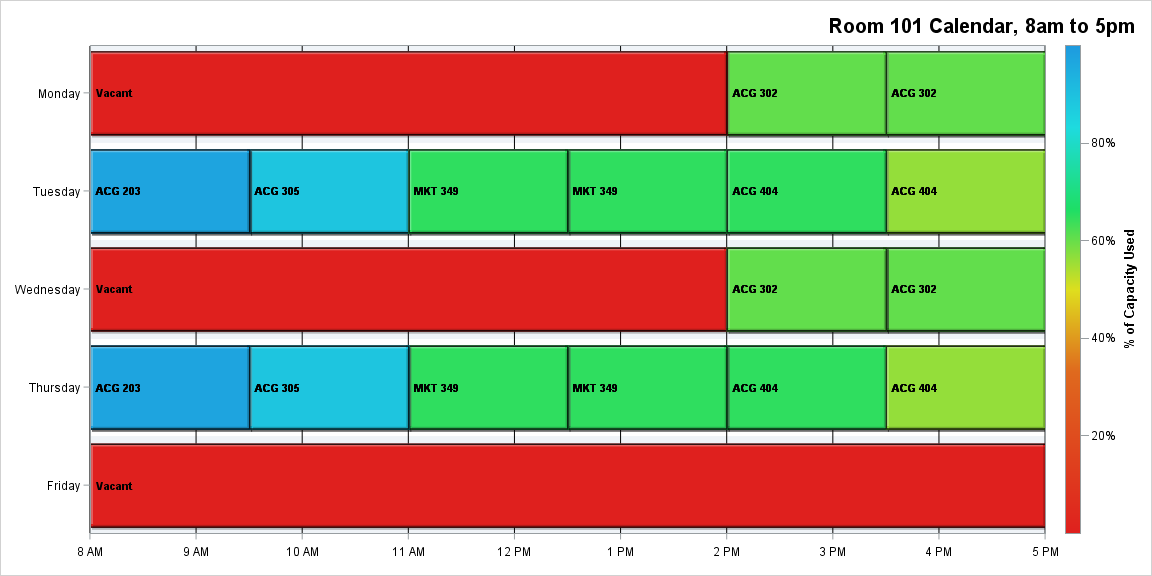 Room 101 Calendar, 8am to 5pm
Monday
Vacant
ACG 302
ACG 302
Tuesday
ACG 203
ACG 305
MKT 349
MKT 349
ACG 404
ACG 404
Wednesday
Vacant
ACG 302
ACG 302
Thursday
ACG 203
ACG 305
MKT 349
MKT 349
ACG 404
ACG 404
Friday
Vacant
8 AM
9 AM
10 AM
11 AM
12 PM
1 PM
2 PM
3 PM
4 PM
5 PM
80%
60%
40%
20%
% of Capacity Used